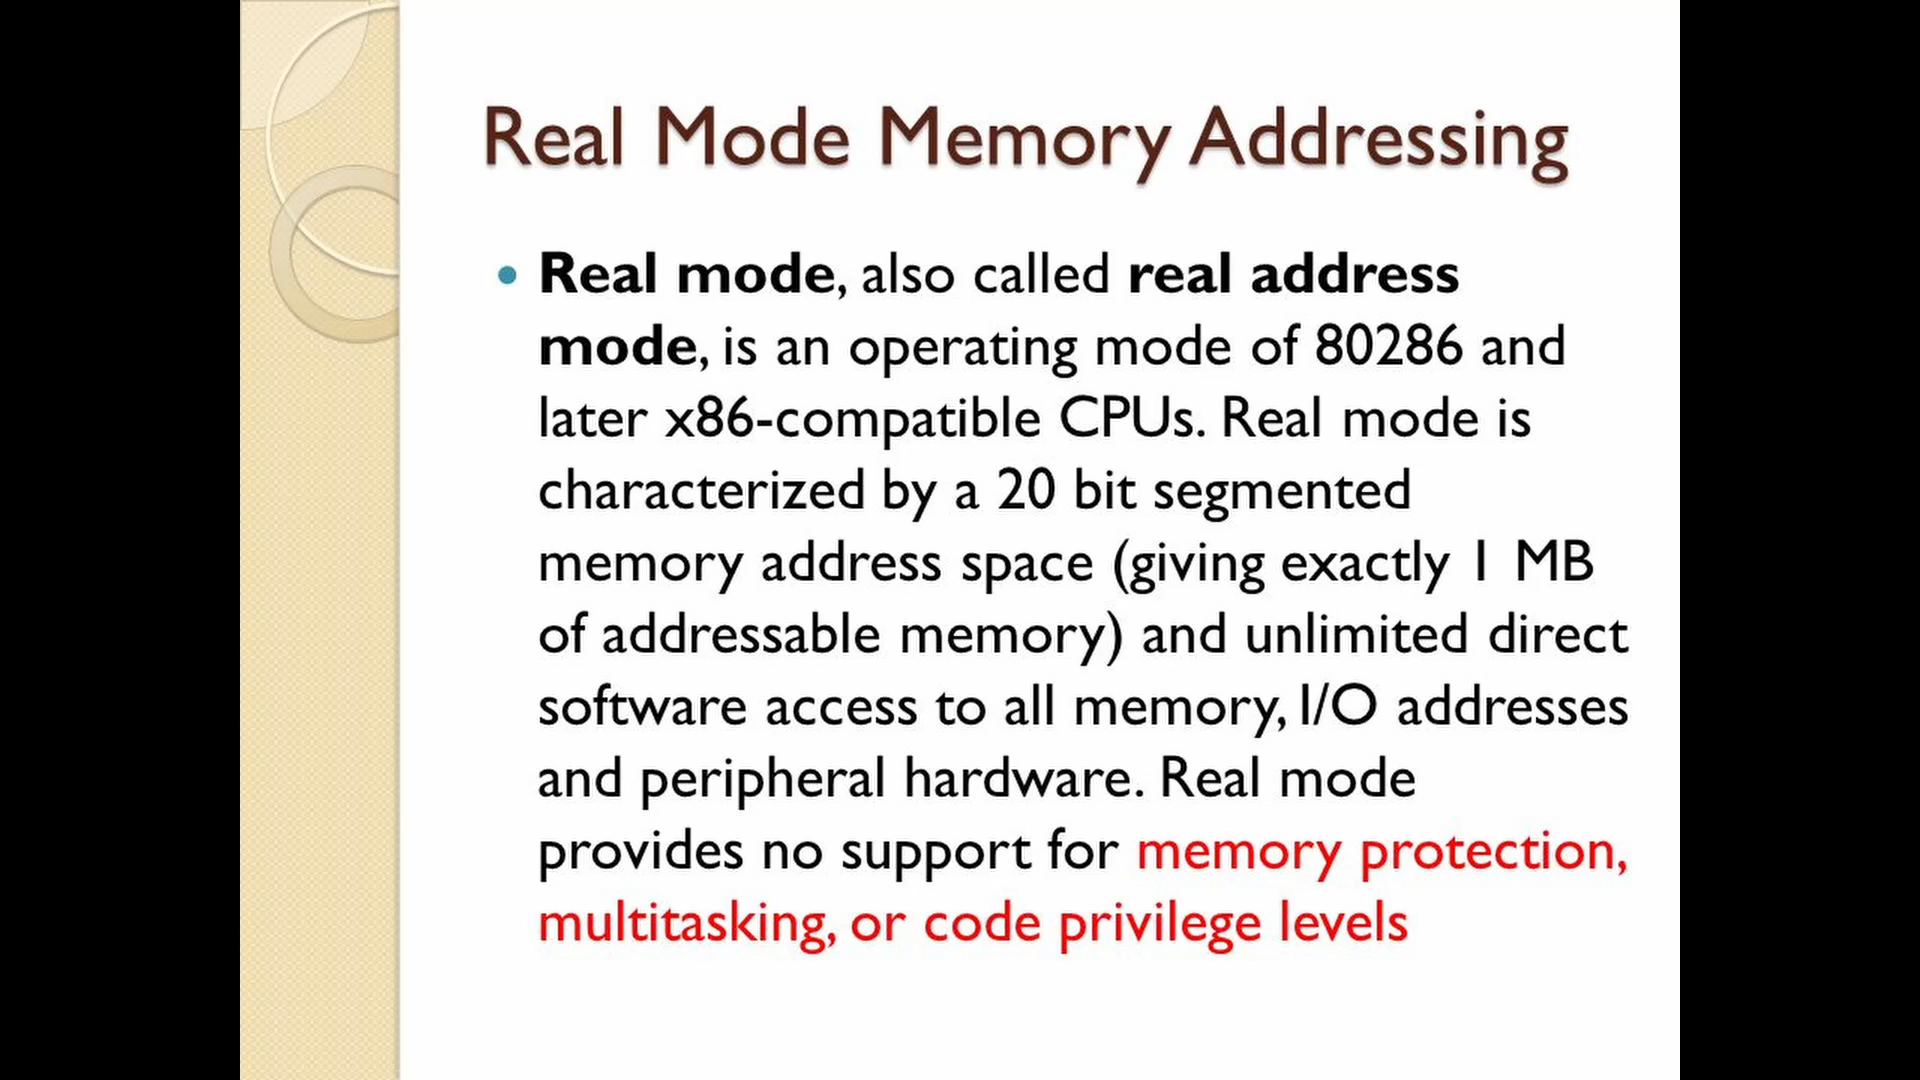 Real Mode Memory Addressing
• Real mode, also called real address
mode, is an operating mode of 80286 and
later x86-compatible CPUs. Real mode is
characterized by a 20 bit segmented
memory address space (giving exactly 1 MB
of addressable memory) and unlimited direct
software access to all memory, I/O addresses
and peripheral hardware. Real mode
provides no support for memory protection,
multitasking, or code privilege levels